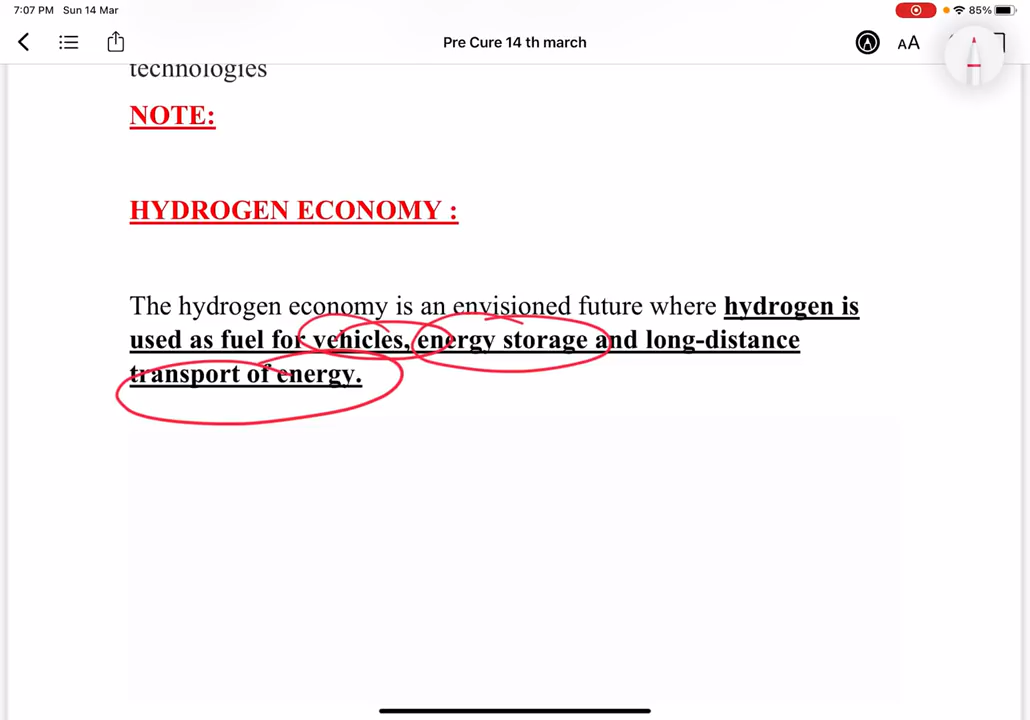 7:07 PM Sun 14 Mar
85%
Pre Cure 14 th march
AA
technologies
NOTE:
HYDROGEN ECONOMY :
The hydrogen economy is an envisioned future where hydrogen is
used as fuel for vehicles, energy storage and long-distance
transport of energy.